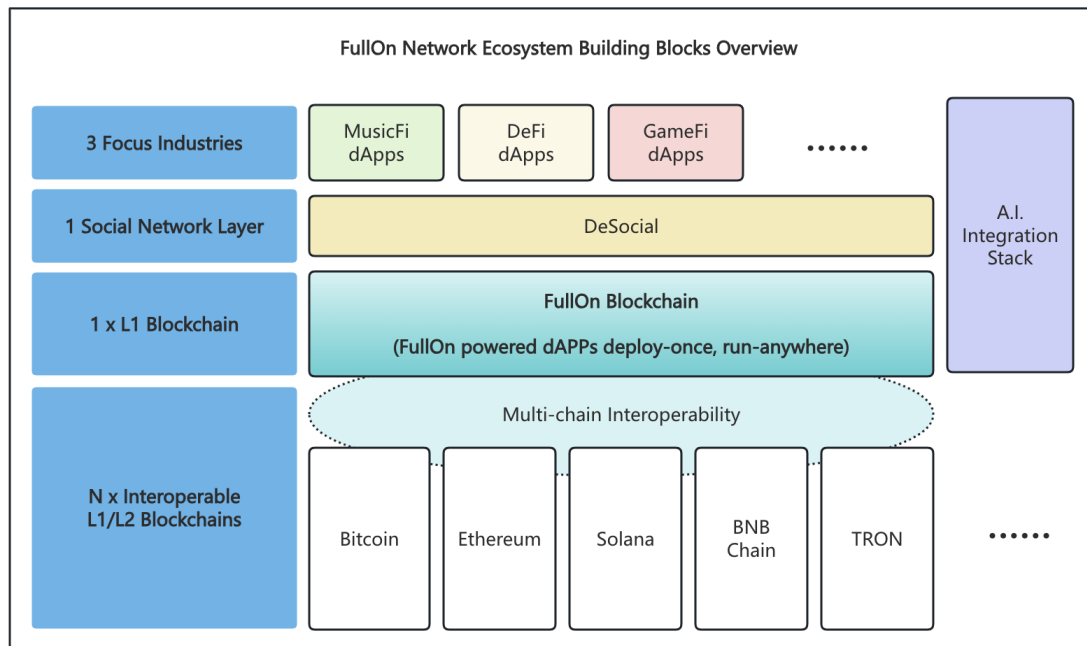 FullOn Network Ecosystem Building Blocks Overview
3 Focus Industries
MusicFi
dApps
DeFi
dApps
GameFi
dApps
......
A.I.
Integration
Stack
1 Social Network Layer
DeSocial
1 x L1 Blockchain
FullOn Blockchain
(FullOn powered dAPPs deploy-once, run-anywhere)
Multi-chain Interoperability
N x Interoperable
L1/L2 Blockchains
Bitcoin
Ethereum
Solana
BNB
Chain
TRON
......